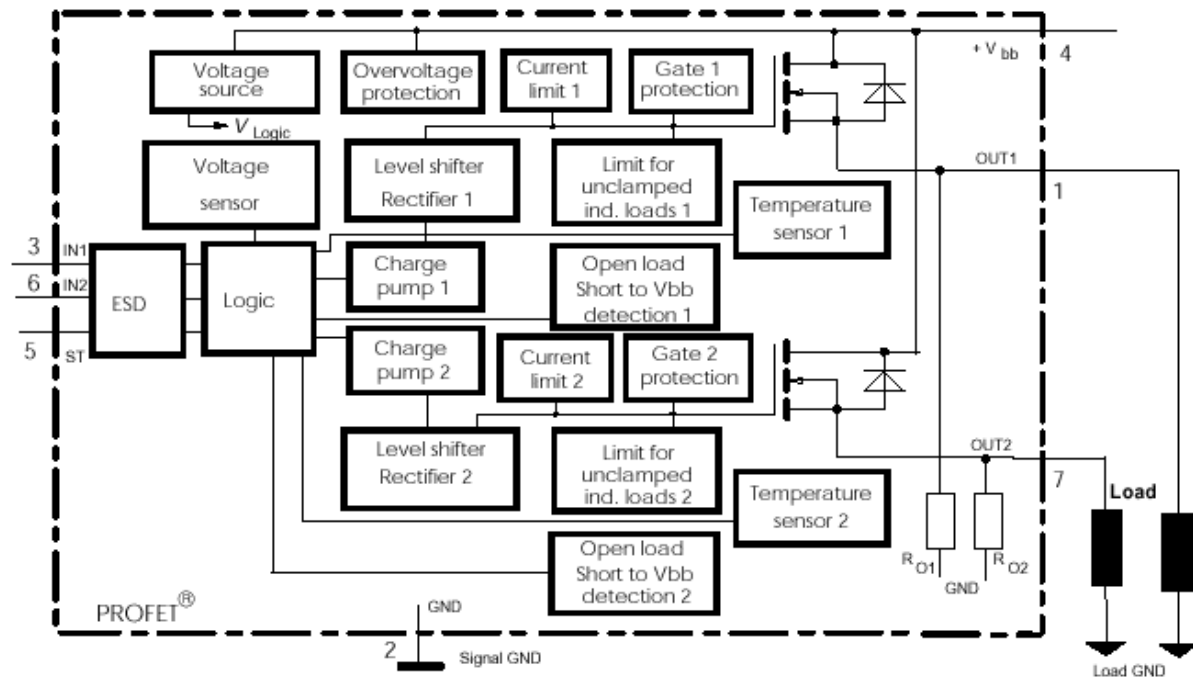 + V bb
4
Voltage
source
Overvoltage
protection
Current
limit 1
Gate 1
protection
V Logic
Voltage
sensor
Level shifter
Rectifier 1
Limit for
unclamped
ind. loads 1
OUT1
1
Temperature
sensor 1
3 IN1
6 IN2
5 ST
ESD
Logic
Charge
pump 1
Open load
Short to Vbb
detection 1
Charge
pump 2
Current
limit 2
Gate 2
protection
Level shifter
Rectifier 2
Limit for
unclamped
ind. loads 2
OUT2
7
Temperature
sensor 2
Load
R O1
R O2
GND
Open load
Short to Vbb
detection 2
PROFET®
GND
2
Signal GND
Load GND